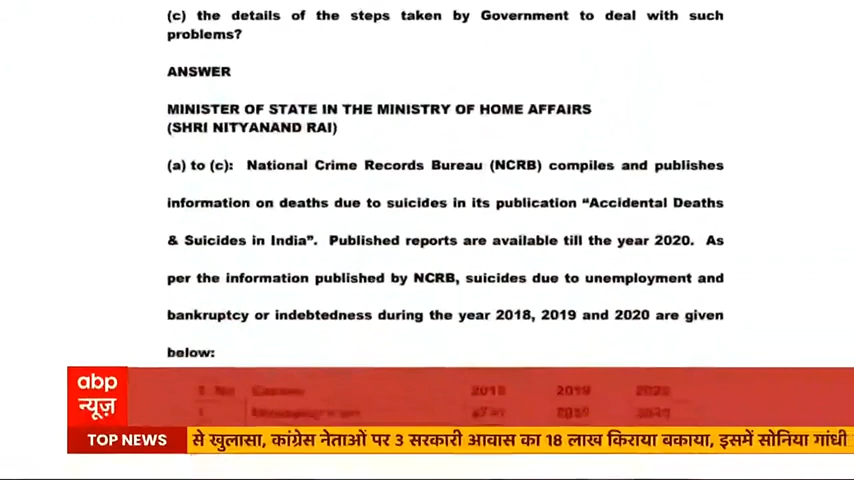 (c) the details of the steps taken by Government to deal with such
problems?
ANSWER
MINISTER OF STATE IN THE MINISTRY OF HOME AFFAIRS
(SHRI NITYANAND RAI)
(a) to (c): National Crime Records Bureau (NCRB) compiles and publishes
information on deaths due to suicides in its publication “Accidental Deaths
& Suicides in India”. Published reports are available till the year 2020. As
per the information published by NCRB, suicides due to unemployment and
bankruptcy or indebtedness during the year 2018, 2019 and 2020 are given
below:
2018 2019 2020
abp
न्यूज़
TOP NEWS से खुलासा, कांग्रेस नेताओं पर 3 सरकारी आवास का 18 लाख किराया बकाया, इसमें सोनिया गांधी